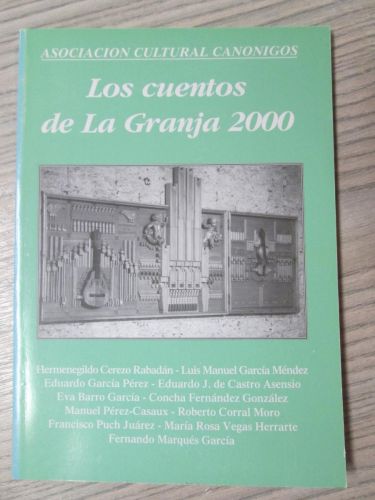 ASOCIACION CULTURAL CANONIGOS
Los cuentos
de La Granja 2000
Hermenegildo Cerezo Rabadán - Luis Manuel García Méndez
Eduardo García Pérez - Eduardo J. de Castro Asensio
Eva Barro García - Concha Fernández González
Manuel Pérez-Casaux - Roberto Corral Moro
Francisco Puch Juárez - María Rosa Vegas Herrarte
Fernando Marqués García